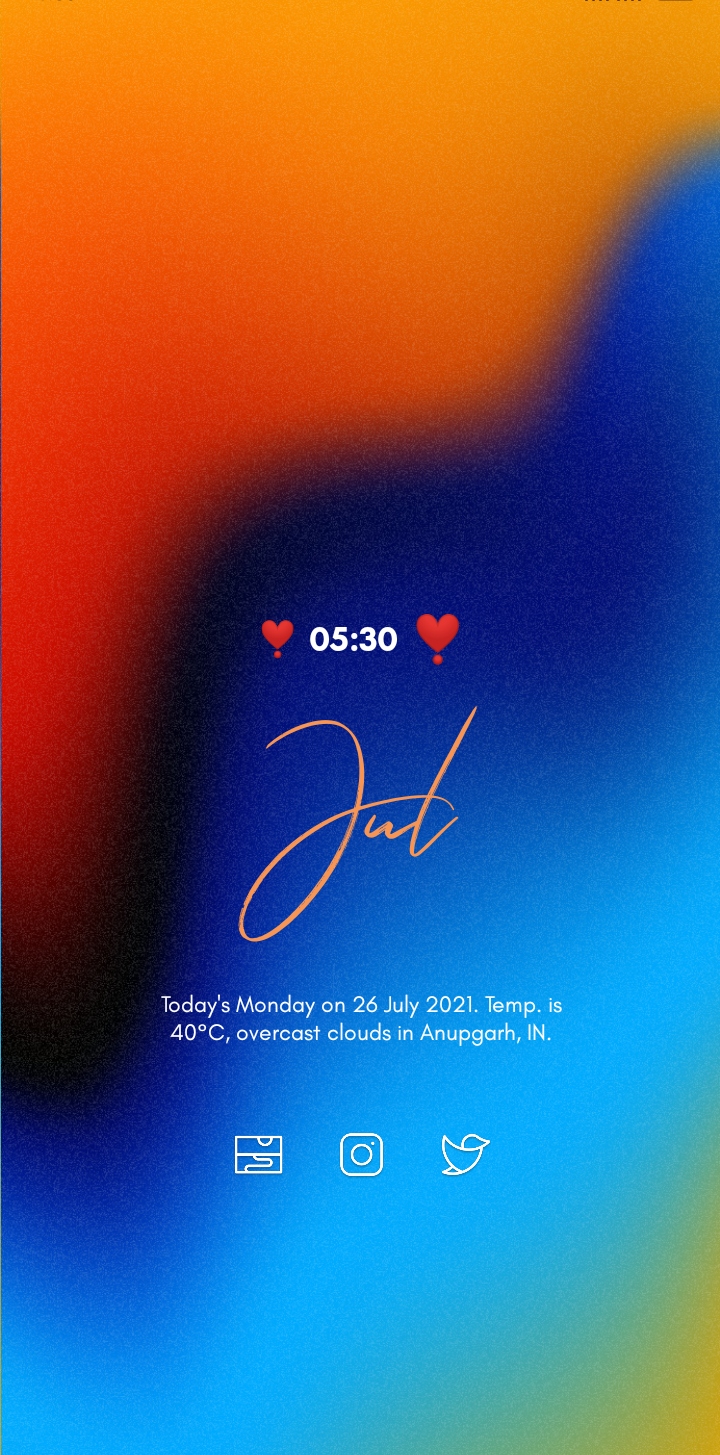 ❣ 05:30 ❣
Jul
Today's Monday on 26 July 2021. Temp. is
40°C, overcast clouds in Anupgarh, IN.